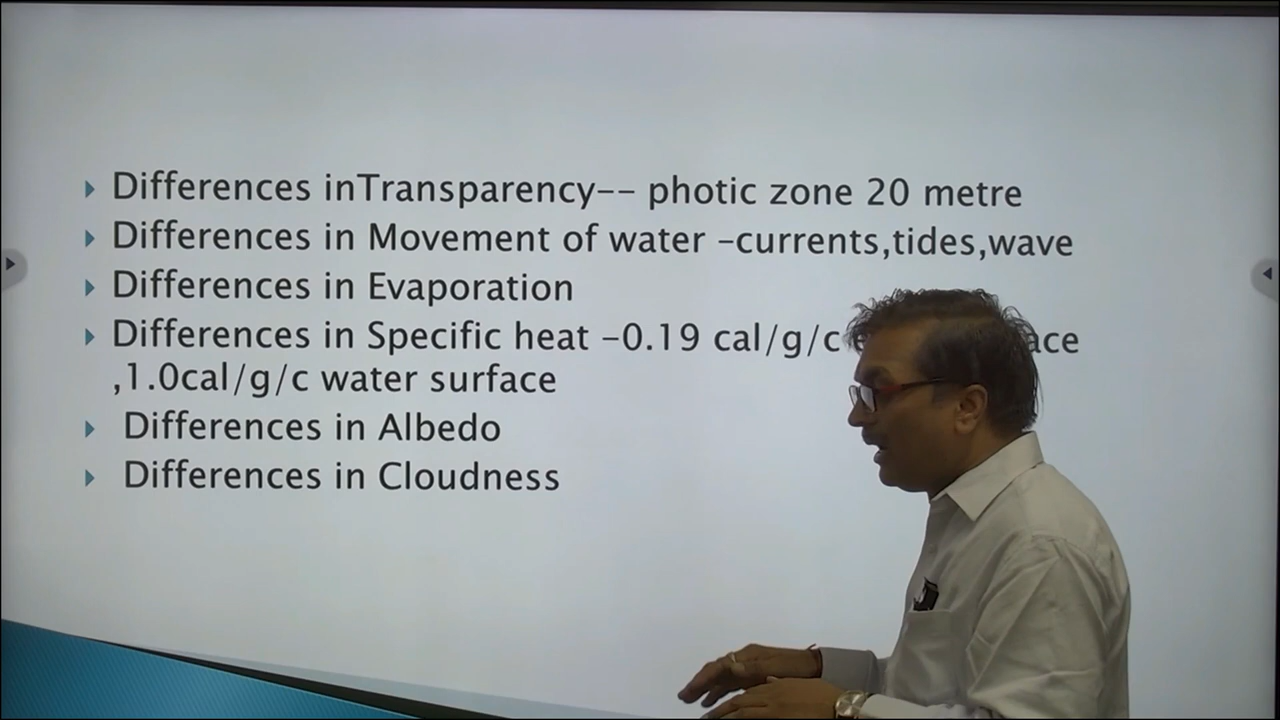 Differences inTransparency-- photic zone 20 metre
Differences in Movement of water -currents,tides,wave
Differences in Evaporation
Differences in Specific heat -0.19 cal/g/c
,1.0cal/g/c water surface
Differences in Albedo
Differences in Cloudness